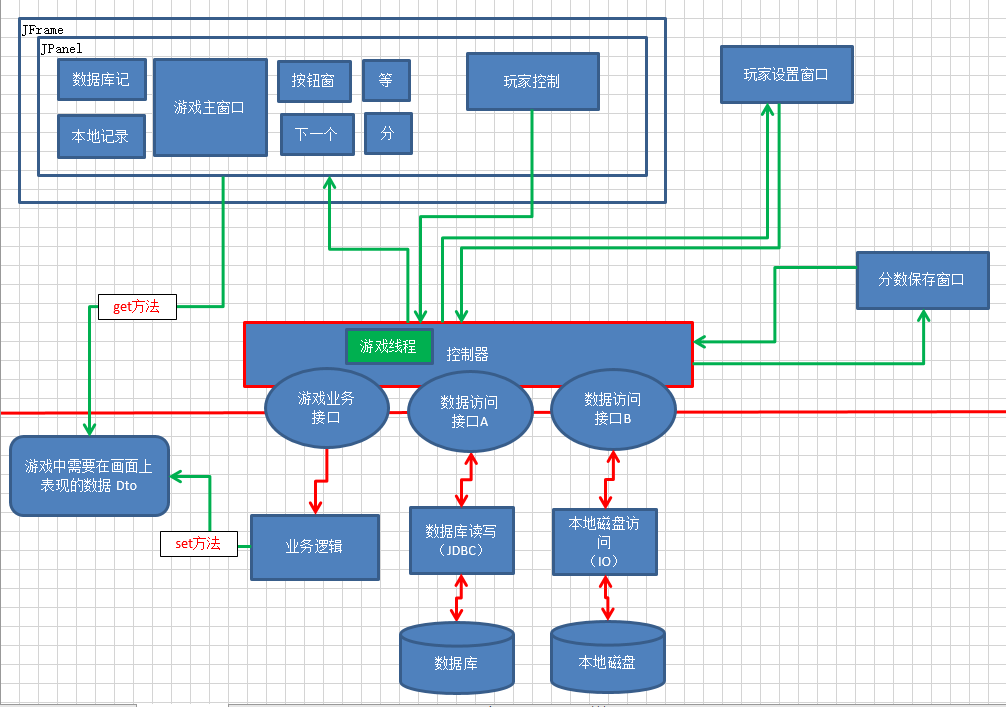 JFrame
JPanel
数据库记
游戏主窗口
按钮窗
等
玩家控制
玩家设置窗口
本地记录
下一个
分
分数保存窗口
get方法
游戏线程
控制器
游戏业务
接口
数据访问
接口A
数据访问
接口B
游戏中需要在画面上
表现的数据 Dto
set方法
业务逻辑
数据库读写
（JDBC）
本地磁盘访
问
（IO）
数据库
本地磁盘